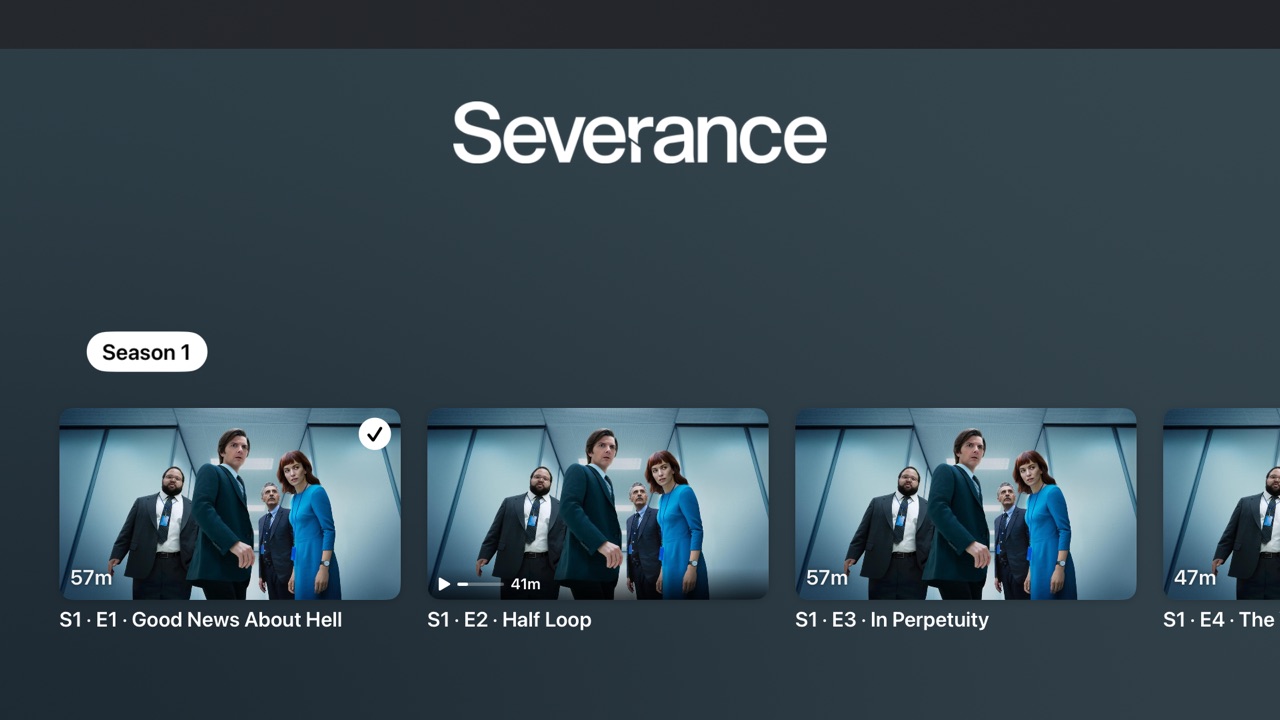 Severance
Season 1
57m
41m
57m
47m
S1 · E1 · Good News About Hell
S1 · E2 · Half Loop
S1 · E3 · In Perpetuity
S1 · E4 · The